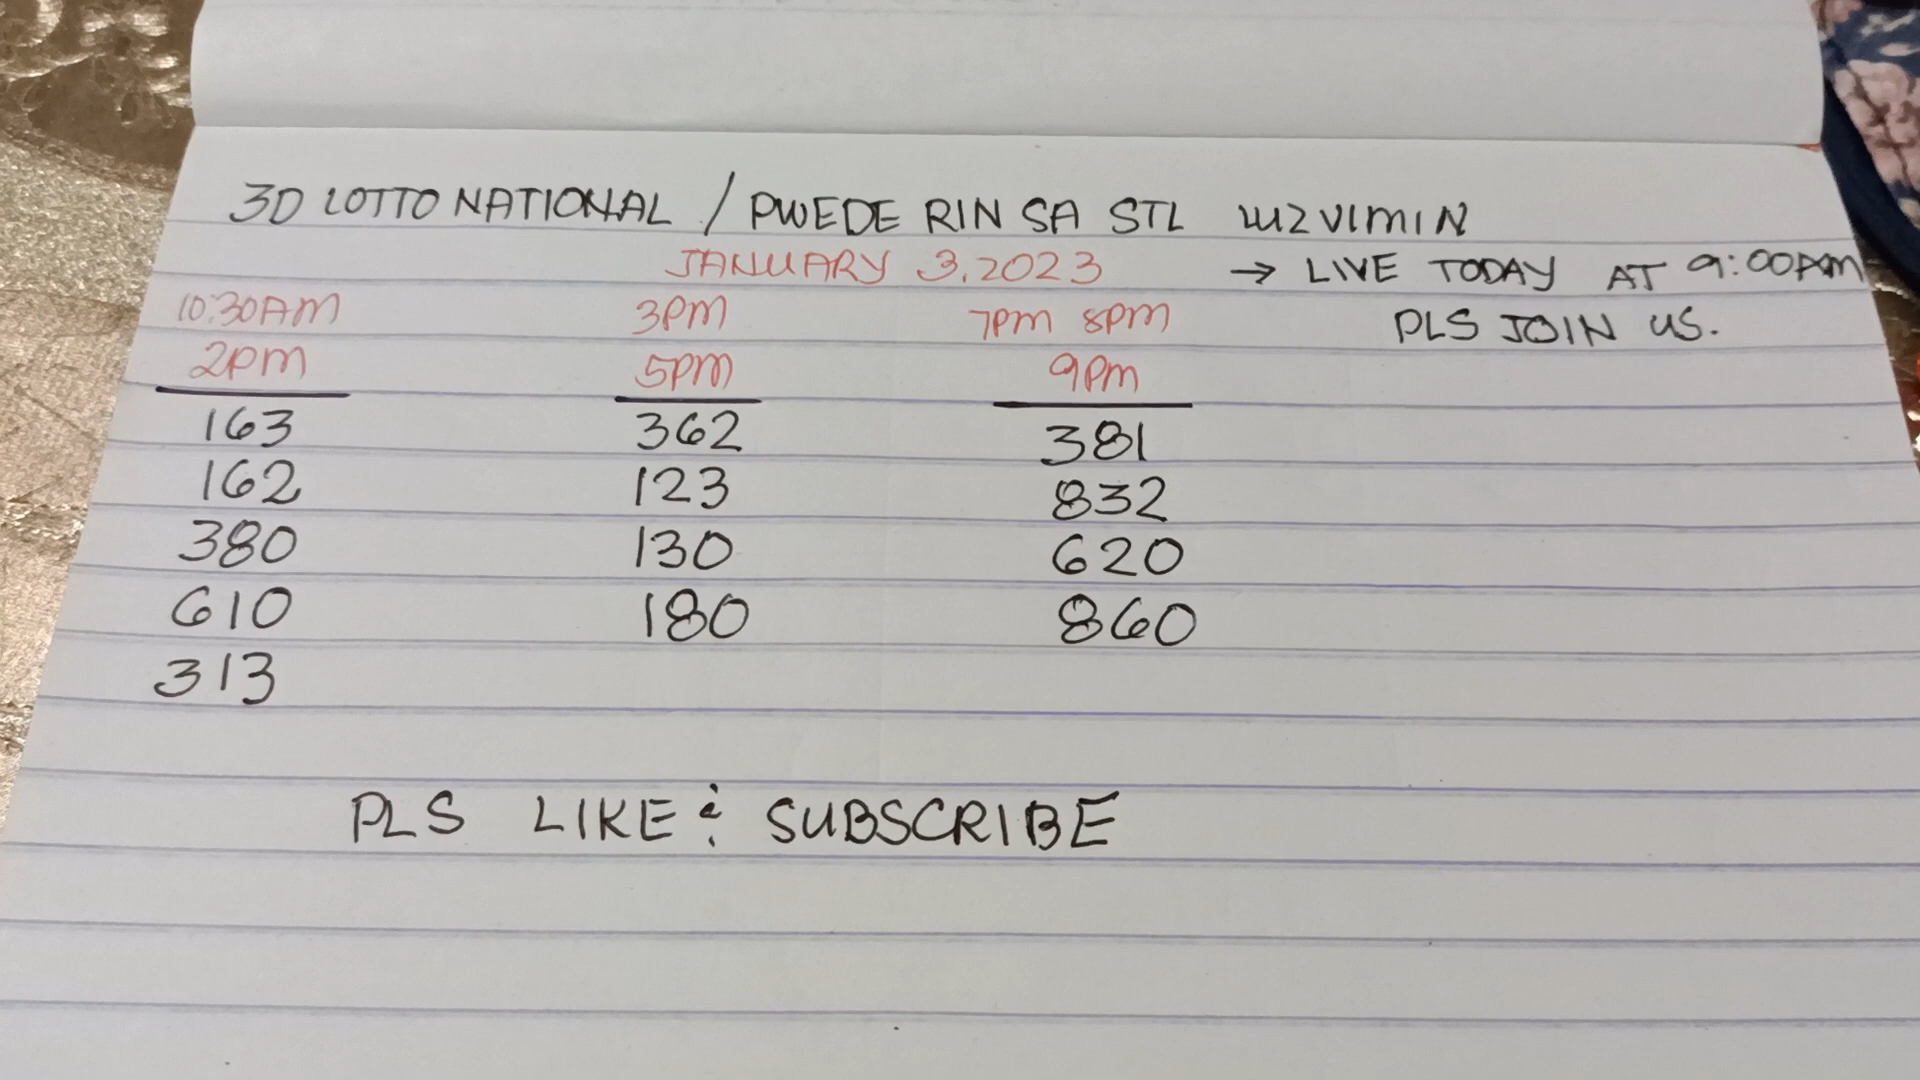 3D LOTTO NATIONAL / PWEDE RIN SA STL LUZVIMIN
JANUARY 3, 2023 → LIVE TODAY AT 9:00AM
10:30AM 3PM 7PM 8PM PLS JOIN US.
2PM 5PM 9PM
163 362 381
162 123 832
380 130 620
610 180 860
313
PLS LIKE & SUBSCRIBE